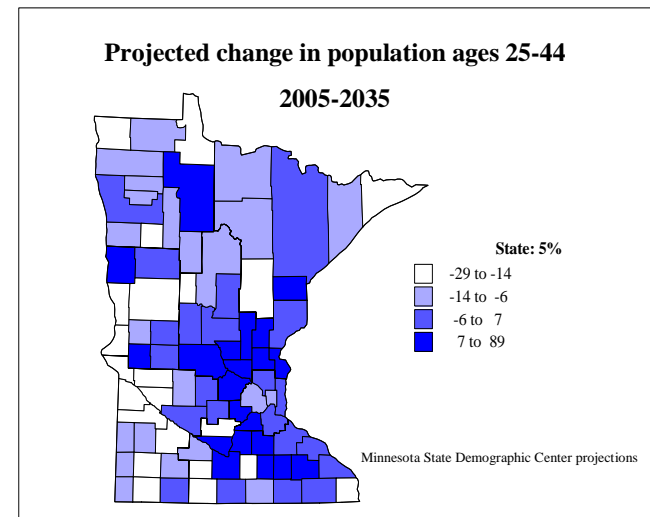 Projected change in population ages 25-44
2005-2035
State: 5%
-29 to -14
-14 to -6
-6 to 7
7 to 89
Minnesota State Demographic Center projections